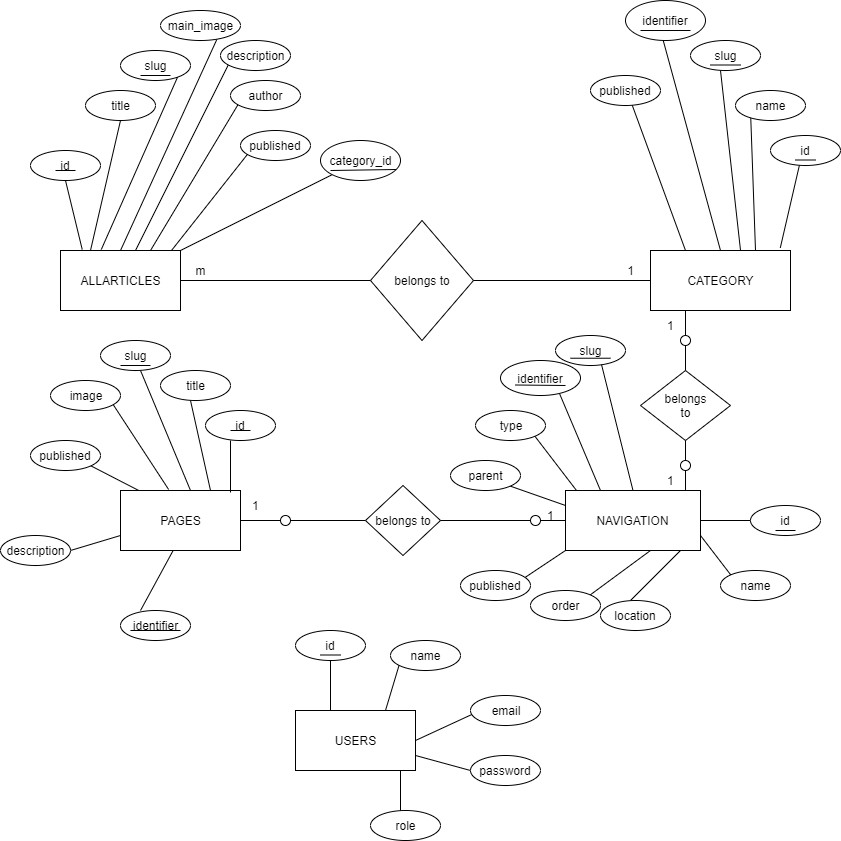 main_image
identifier
description
slug
slug
published
author
title
name
published
category_id
id
id
ALLARTICLES
m
belongs to
1
CATEGORY
1
slug
slug
identifier
title
image
belongs
to
id
type
published
parent
1
1
1
PAGES
belongs to
NAVIGATION
id
description
published
name
order
location
identifier
id
name
email
USERS
password
role